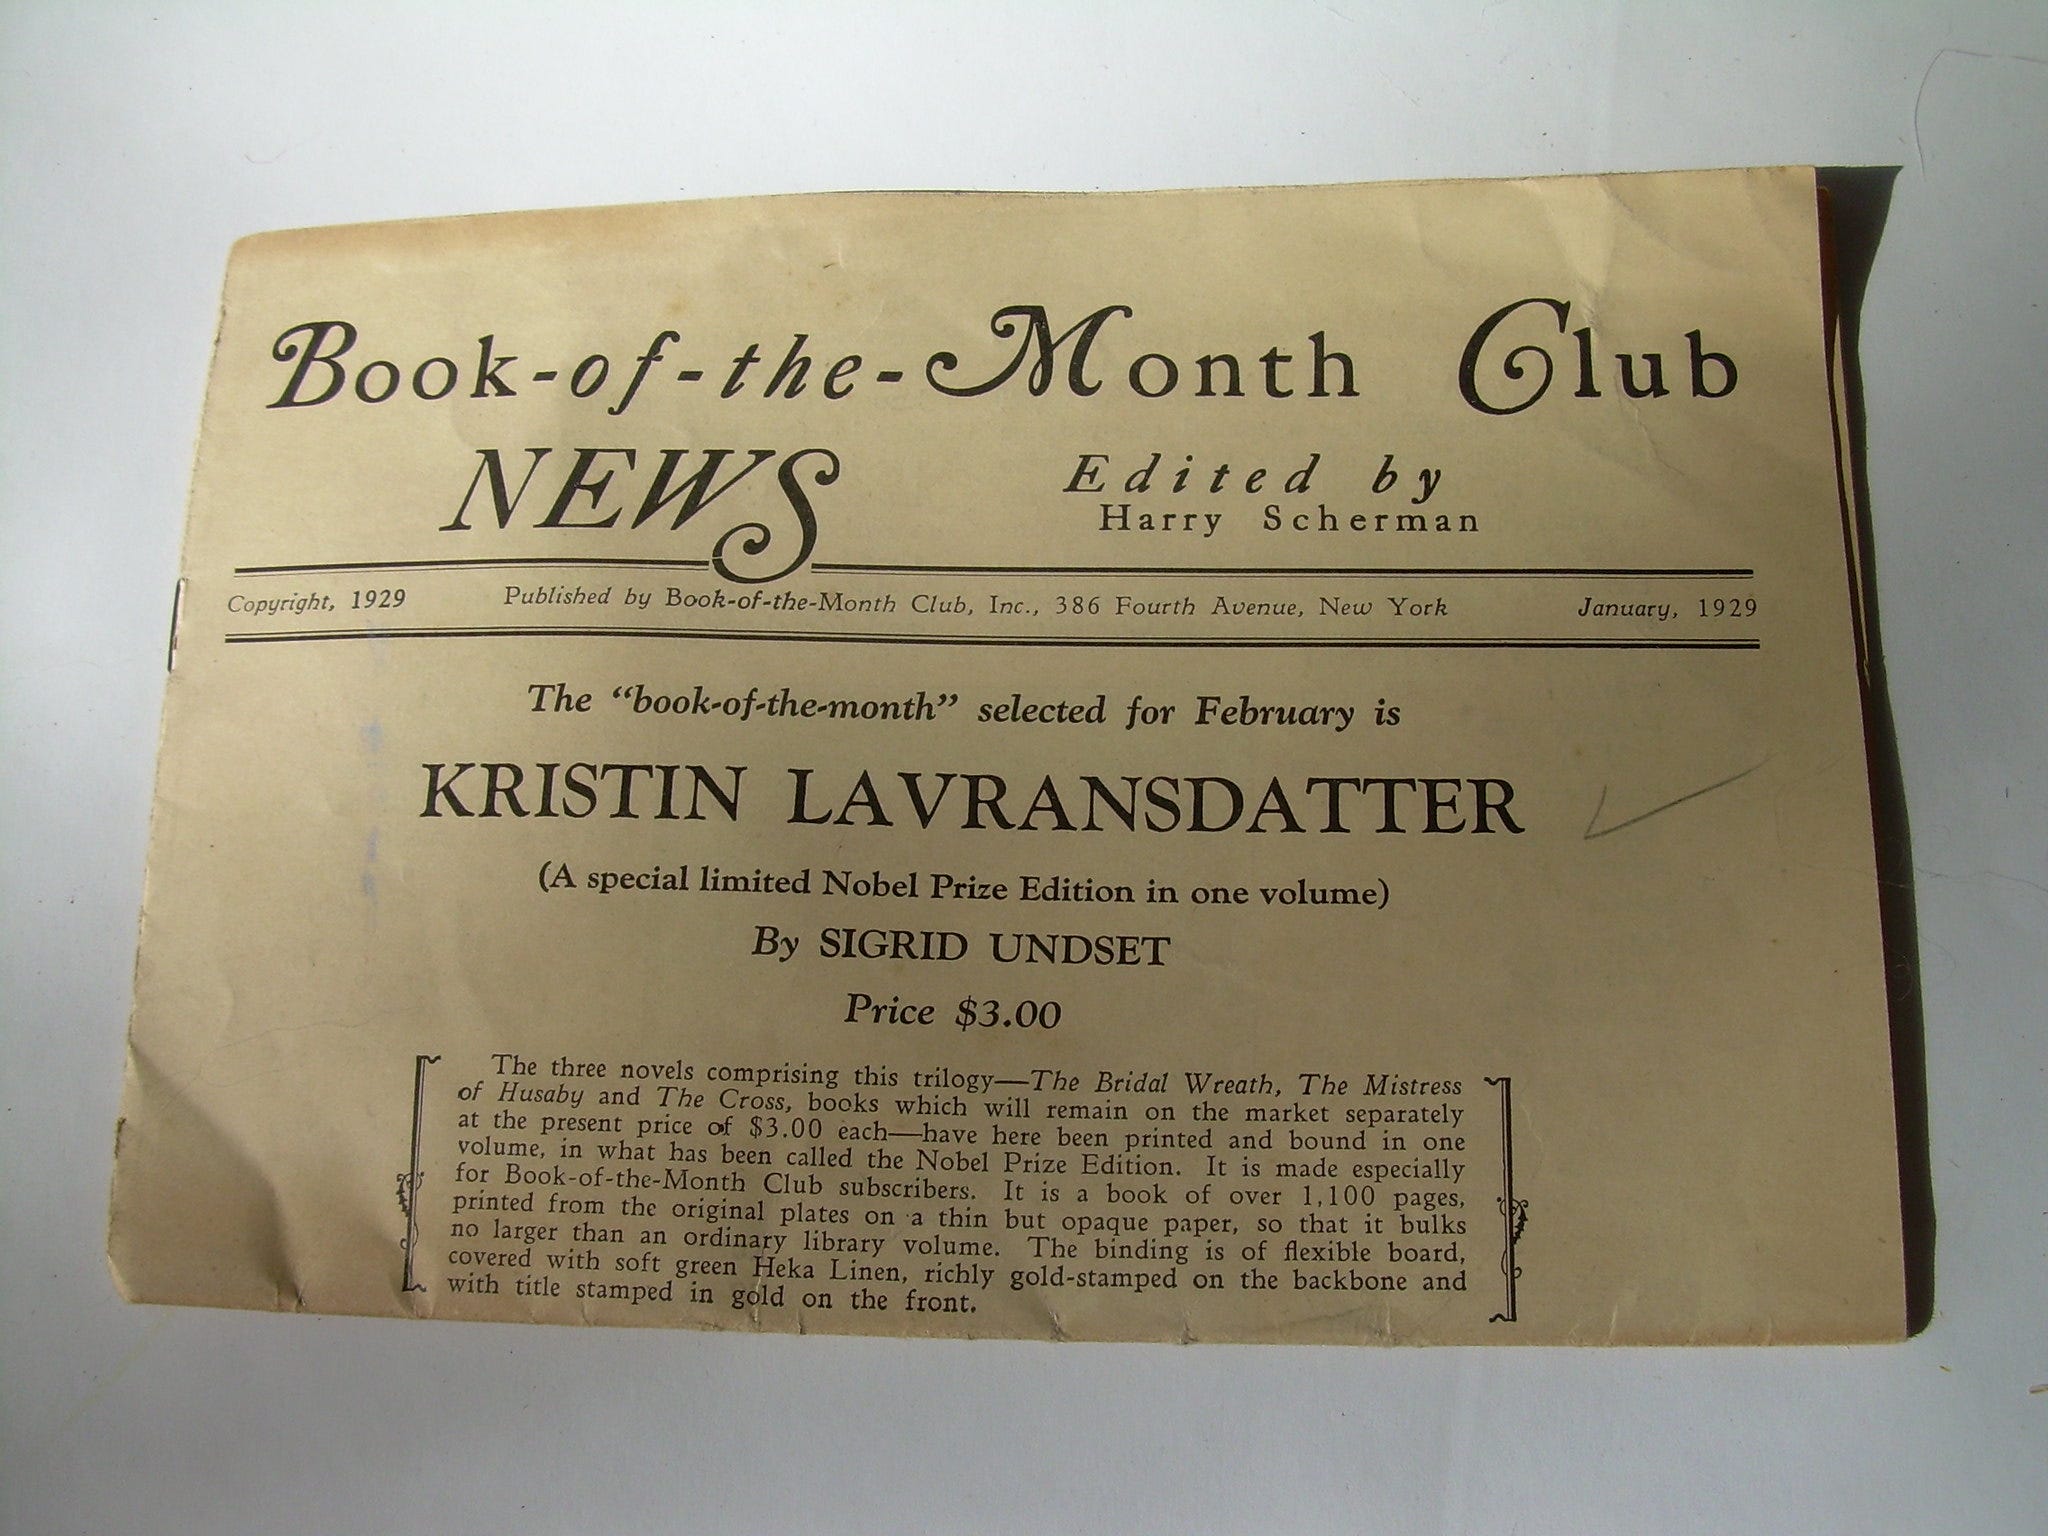 Book-of-the-Month Club
NEWS
Edited by
Harry Scherman
Copyright, 1929 Published by Book-of-the-Month Club, Inc., 386 Fourth Avenue, New York January, 1929
The “book-of-the-month” selected for February is
KRISTIN LAVRANSDATTER
(A special limited Nobel Prize Edition in one volume)
By SIGRID UNDSET
Price $3.00
The three novels comprising this trilogy—The Bridal Wreath, The Mistress
of Husaby and The Cross, books which will remain on the market separately
at the present price of $3.00 each—have here been printed and bound in one
volume, in what has been called the Nobel Prize Edition. It is made especially
for Book-of-the-Month Club subscribers. It is a book of over 1,100 pages,
printed from the original plates on a thin but opaque paper, so that it bulks
no larger than an ordinary library volume. The binding is of flexible board,
covered with soft green Heka Linen, richly gold-stamped on the backbone and
with title stamped in gold on the front.